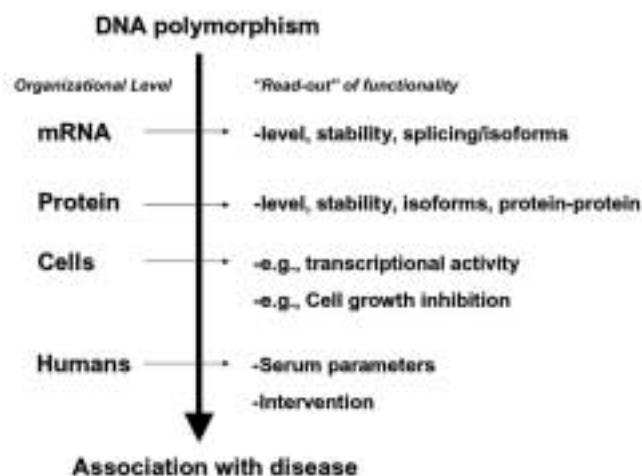 DNA polymorphism
Organizational Level "Read-out" of functionality
mRNA -level, stability, splicing/isoforms
Protein -level, stability, isoforms, protein-protein
Cells -e.g., transcriptional activity
-e.g., Cell growth inhibition
Humans -Serum parameters
-Intervention
Association with disease